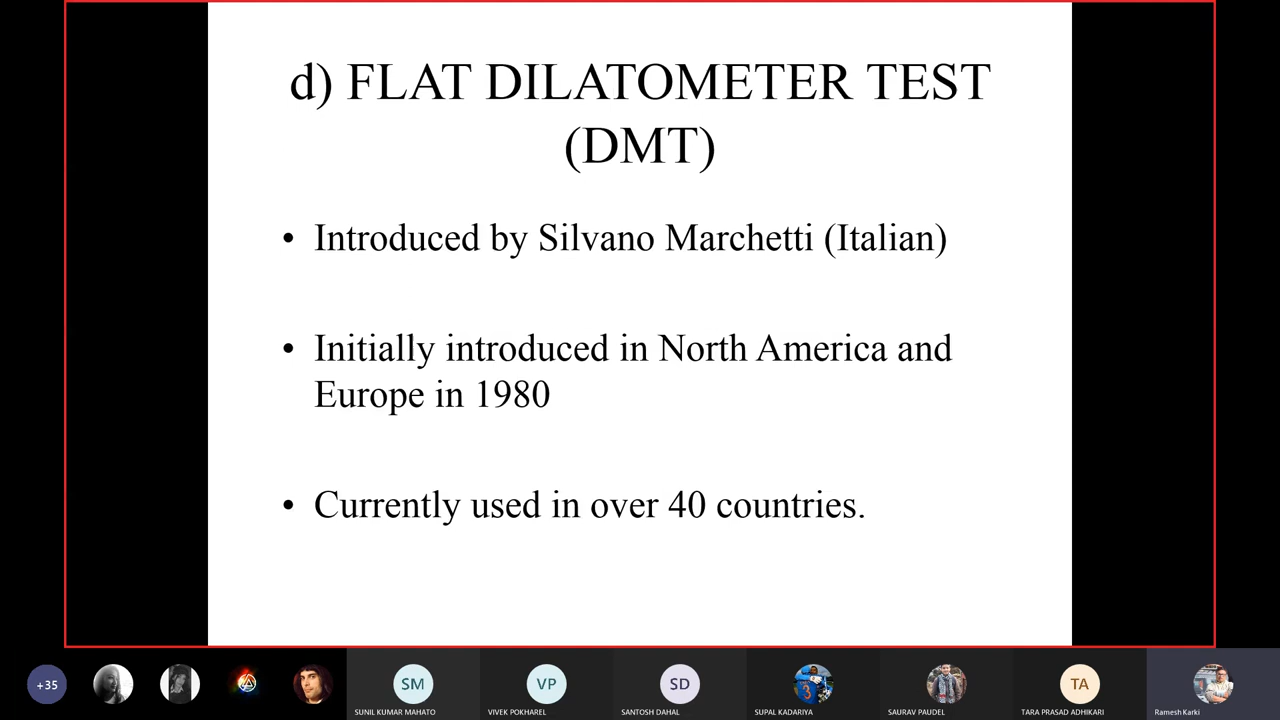 d) FLAT DILATOMETER TEST
(DMT)
• Introduced by Silvano Marchetti (Italian)
• Initially introduced in North America and
Europe in 1980
• Currently used in over 40 countries.
+35
SM
VP
SD
TA
SUNIL KUMAR MAHATO
VIVEK POKHAREL
SANTOSH DAHAL
SUPAL KADARIYA
SAURAV PAUDEL
TARA PRASAD ADHIKARI
Ramesh Karki